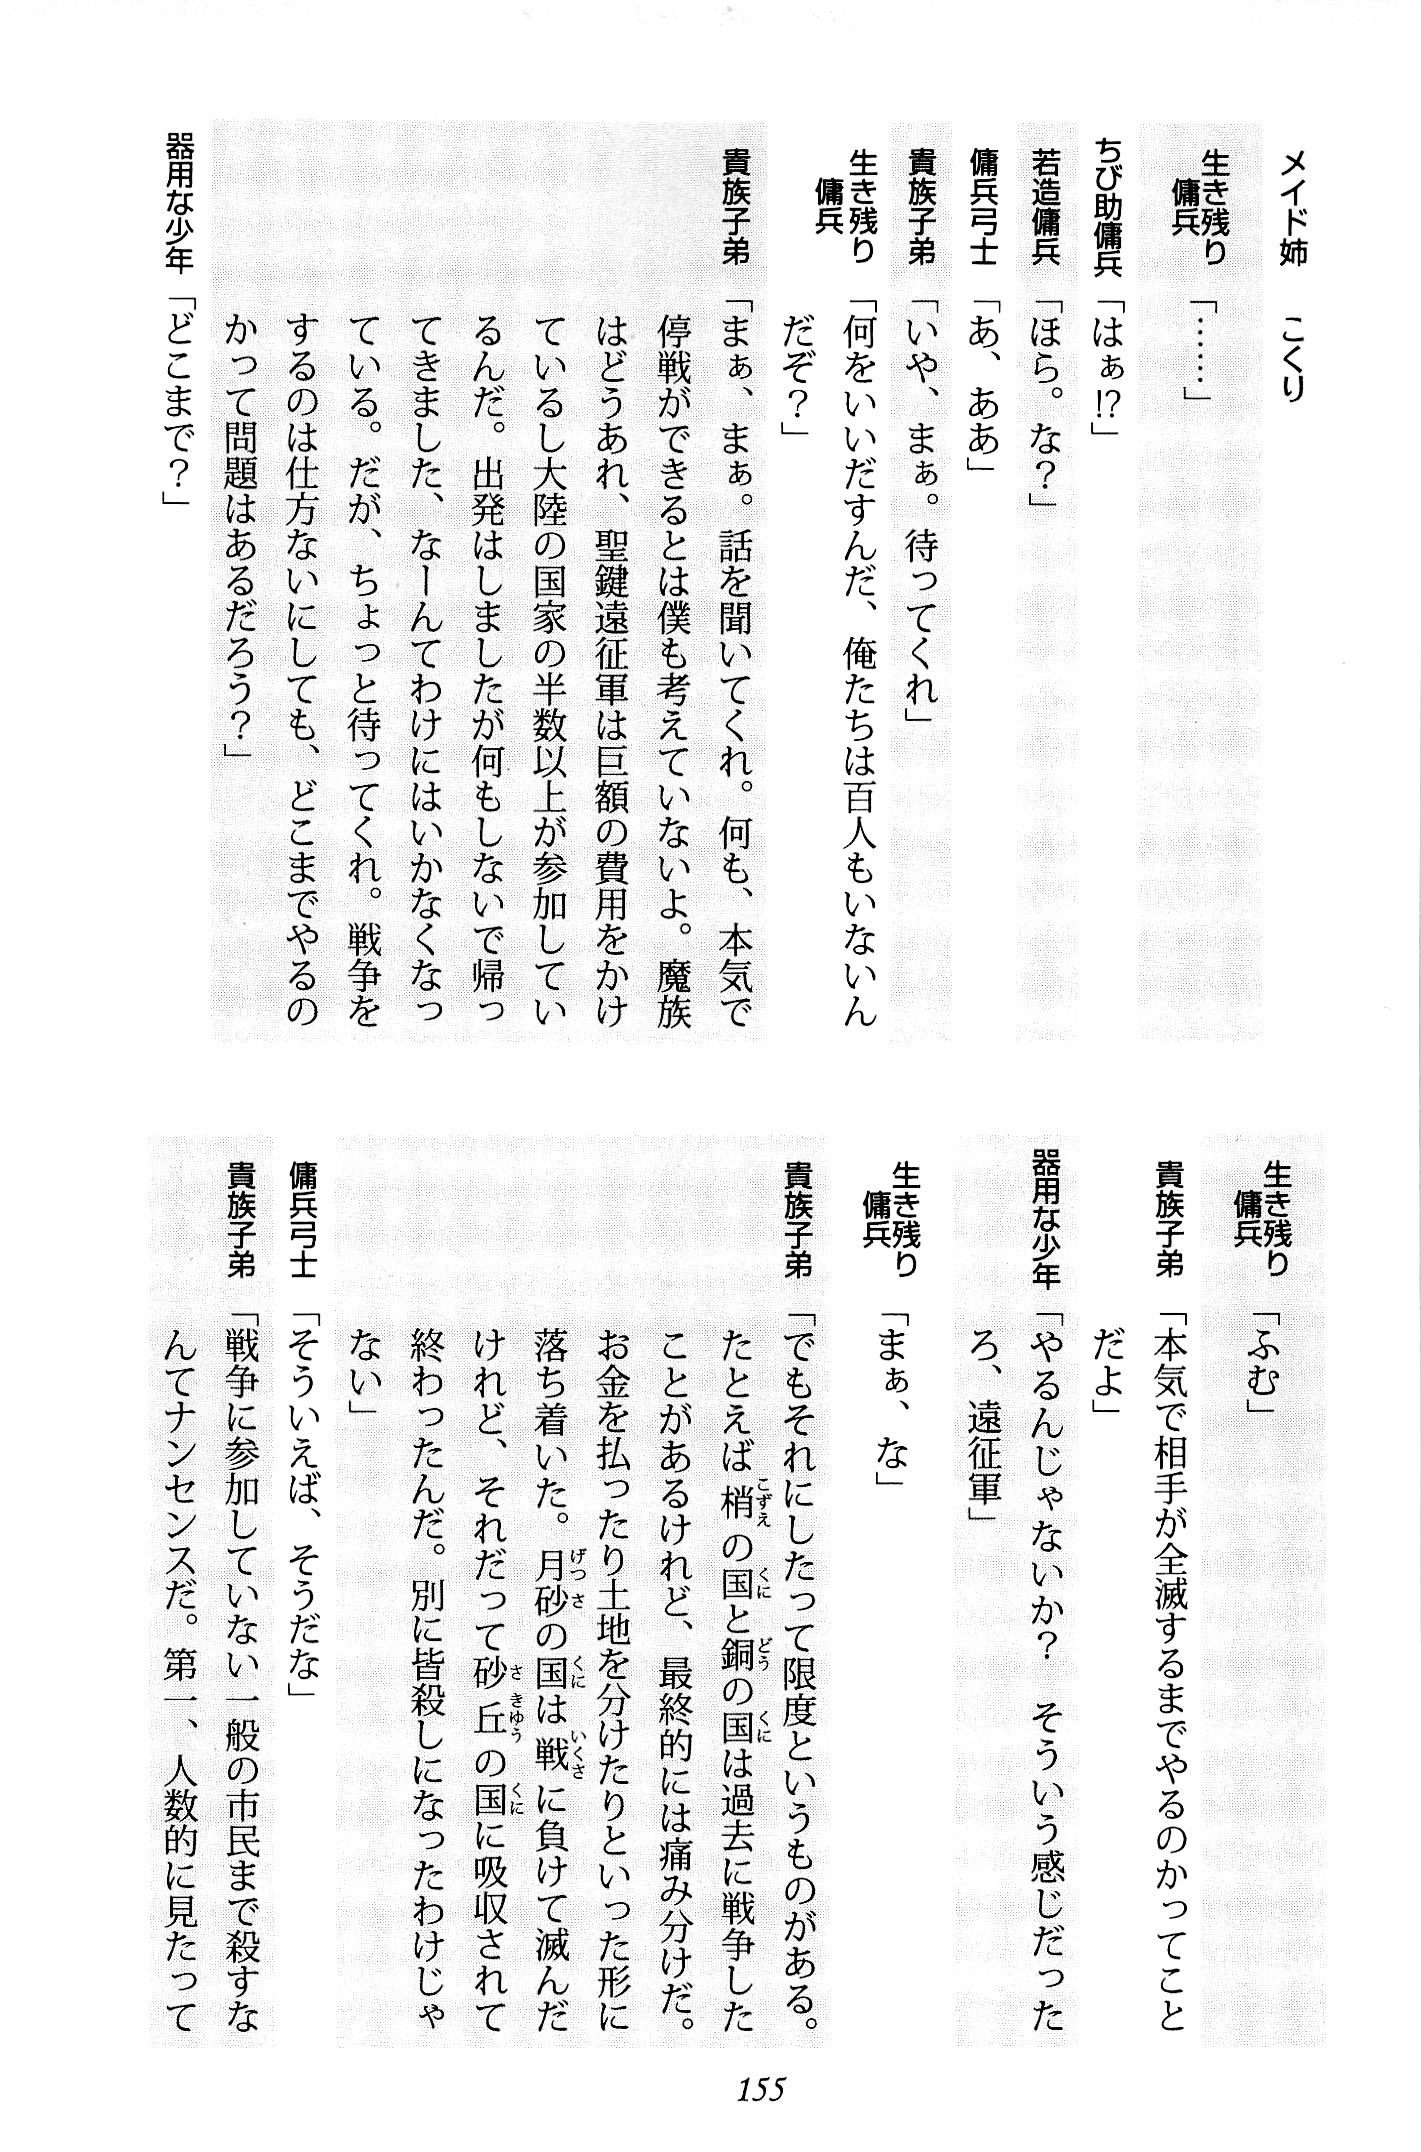 メイド姉　こくり
生き残り傭兵「……」
ちび助傭兵「はぁ!?」
若造傭兵「ほら。な？」
傭兵弓士「あ、ああ」
貴族子弟「いや、まぁ。待ってくれ」
生き残り傭兵「何をいいだすんだ、俺たちは百人もいないん
だぞ？」
貴族子弟「まぁ、まぁ。話を聞いてくれ。何も、本気で
停戦ができるとは僕も考えていないよ。魔族
はどうあれ、聖鍵遠征軍は巨額の費用をかけ
ているし大陸の国家の半数以上が参加してい
るんだ。出発はしましたが何もしないで帰っ
てきました、なーんてわけにはいかなくなっ
ている。だが、ちょっと待ってくれ。戦争を
するのは仕方ないにしても、どこまでやるの
かって問題はあるだろう？」
器用な少年「どこまで？」
生き残り傭兵「ふむ」
貴族子弟「本気で相手が全滅するまでやるのかってこと
だよ」
器用な少年「やるんじゃないか？　そういう感じだった
ろ、遠征軍」
生き残り傭兵「まぁ、な」
貴族子弟「でもそれにしたって限度というものがある。
たとえば梢の国と銅の国は過去に戦争した
ことがあるけれど、最終的には痛み分けだ。
お金を払ったり土地を分けたりといった形に
落ち着いた。月砂の国は戦に負けて滅んだ
けれど、それだって砂丘の国に吸収されて
終わったんだ。別に皆殺しになったわけじゃ
ない」
傭兵弓士「そういえば、そうだな」
貴族子弟「戦争に参加していない一般の市民まで殺すな
んてナンセンスだ。第一、人数的に見たって
155